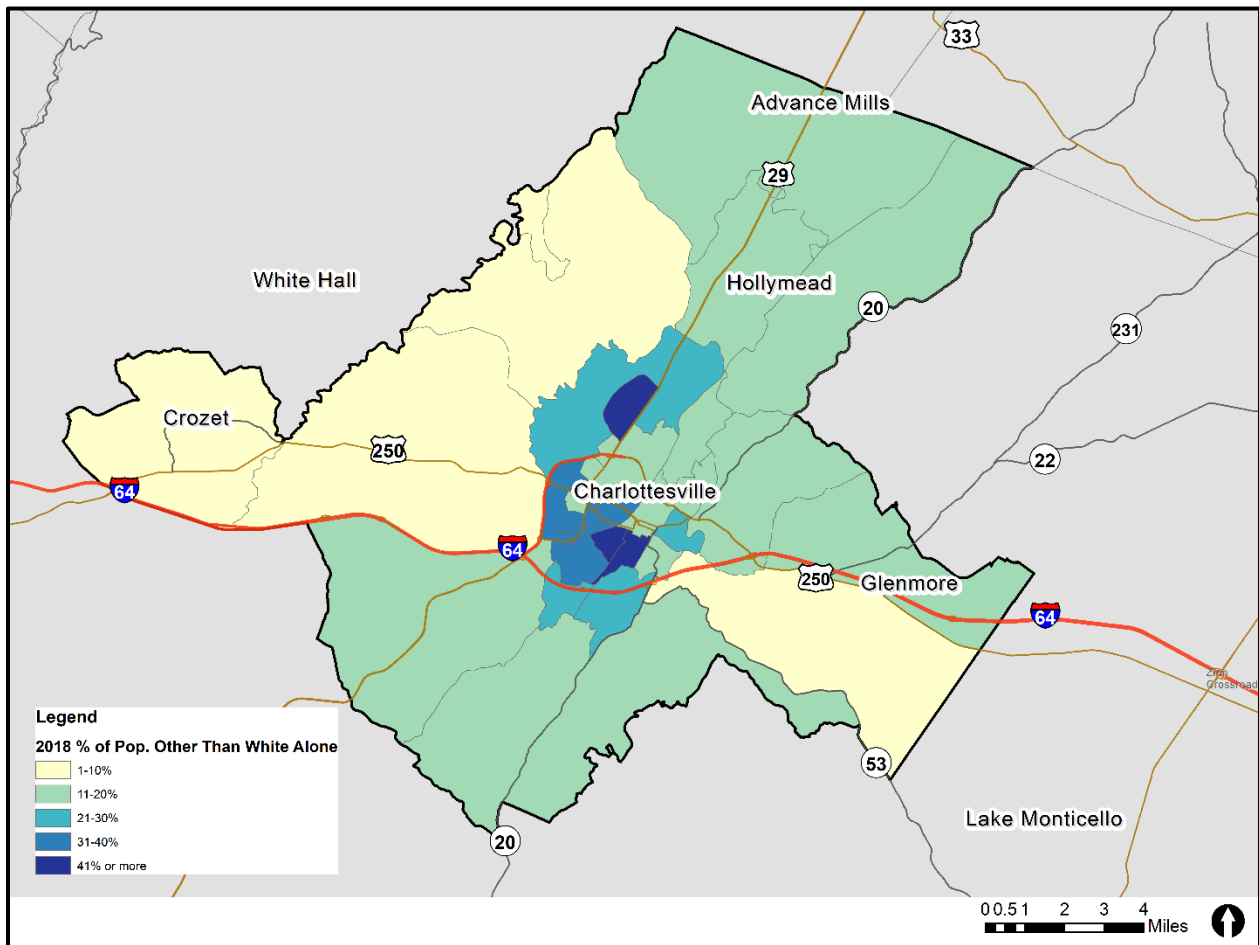 33
Advance Mills
29
White Hall
Hollymead
20
231
Crozet
250
22
64
Charlottesville
64
250
Glenmore
64
Zion
Crossroad
Legend
2018 % of Pop. Other Than White Alone
1-10%
11-20%
21-30%
31-40%
41% or more
53
Lake Monticello
20
0 0.5 1 2 3 4
Miles